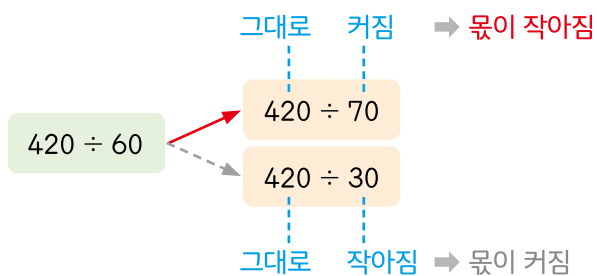 그대로 커짐 ➡ 몫이 작아짐
420 ÷ 70
420 ÷ 60
420 ÷ 30
그대로 작아짐 ➡ 몫이 커짐